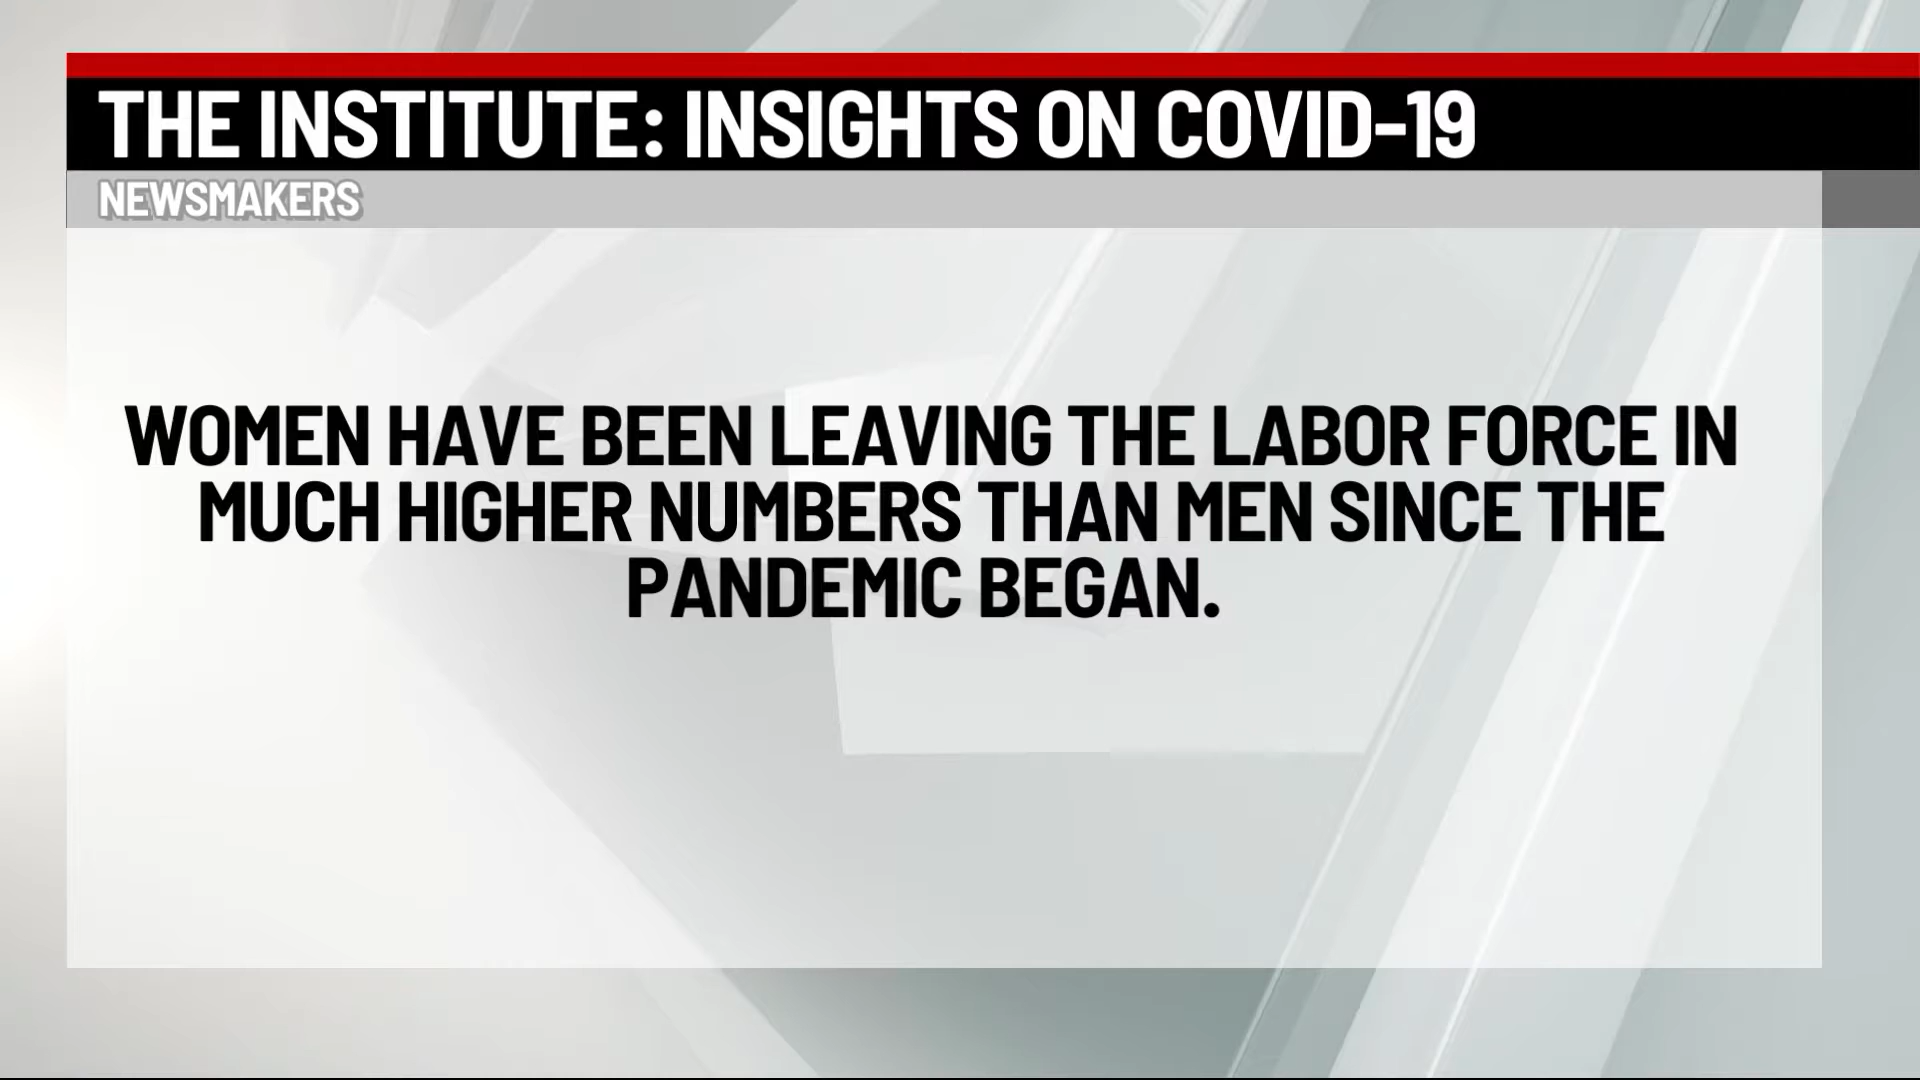 THE INSTITUTE: INSIGHTS ON COVID-19
NEWSMAKERS
WOMEN HAVE BEEN LEAVING THE LABOR FORCE IN
MUCH HIGHER NUMBERS THAN MEN SINCE THE
PANDEMIC BEGAN.